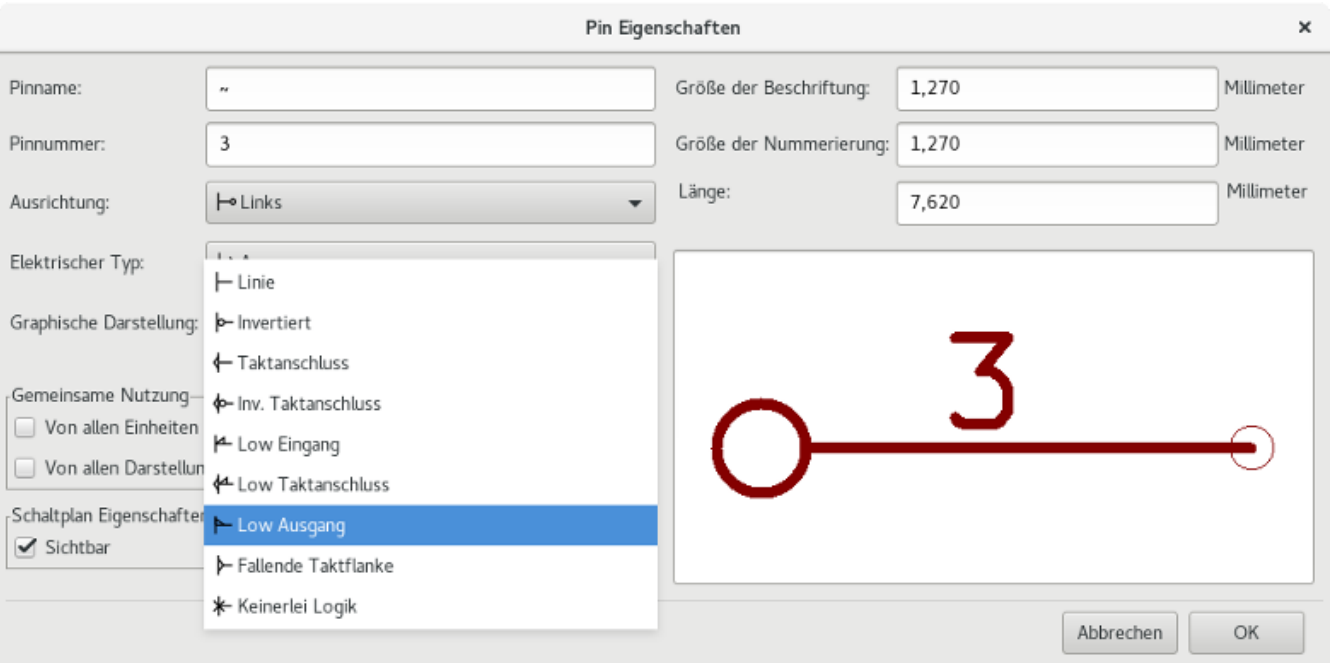 Pin Eigenschaften
Pinname:
~
Größe der Beschriftung:
1,270
Millimeter
Pinnummer:
3
Größe der Nummerierung:
1,270
Millimeter
Ausrichtung:
Links
Länge:
7,620
Millimeter
Elektrischer Typ:
Graphische Darstellung:
Linie
Invertiert
Taktanschluss
Inv. Taktanschluss
Low Eingang
Low Taktanschluss
Low Ausgang
Fallende Taktflanke
Keinerlei Logik
Gemeinsame Nutzung
Von allen Einheiten
Von allen Darstellun
Schaltplan Eigenschafte
Sichtbar
3
Abbrechen
OK